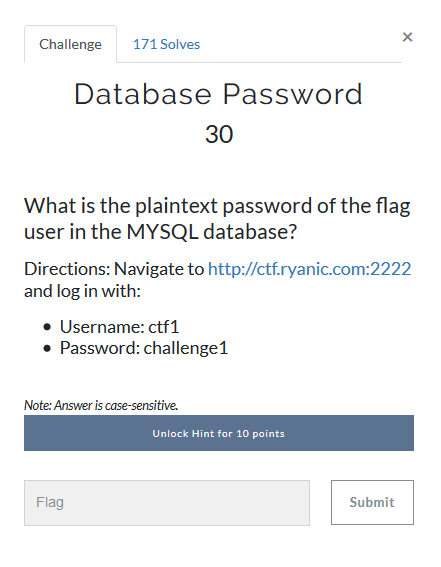 Challenge
171 Solves
×
Database Password
30
What is the plaintext password of the flag
user in the MYSQL database?
Directions: Navigate to http://ctf.ryanic.com:2222
and log in with:
• Username: ctf1
• Password: challenge1
Note: Answer is case-sensitive.
Unlock Hint for 10 points
Flag
Submit